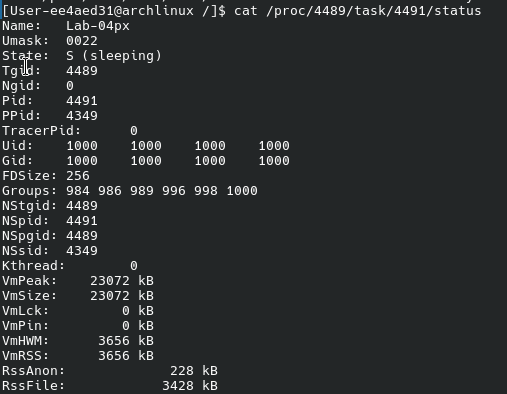 [User-ee4aed31@archlinux /]$ cat /proc/4489/task/4491/status
Name:   Lab-04px
Umask:  0022
State:  S (sleeping)
Tgid:   4489
Ngid:   0
Pid:    4491
PPid:   4349
TracerPid:      0
Uid:    1000    1000    1000    1000
Gid:    1000    1000    1000    1000
FDSize: 256
Groups: 984 986 989 996 998 1000
NStgid: 4489
NSpid:  4491
NSpgid: 4489
NSsid:  4349
Kthread:        0
VmPeak:    23072 kB
VmSize:    23072 kB
VmLck:         0 kB
VmPin:         0 kB
VmHWM:      3656 kB
VmRSS:      3656 kB
RssAnon:             228 kB
RssFile:            3428 kB